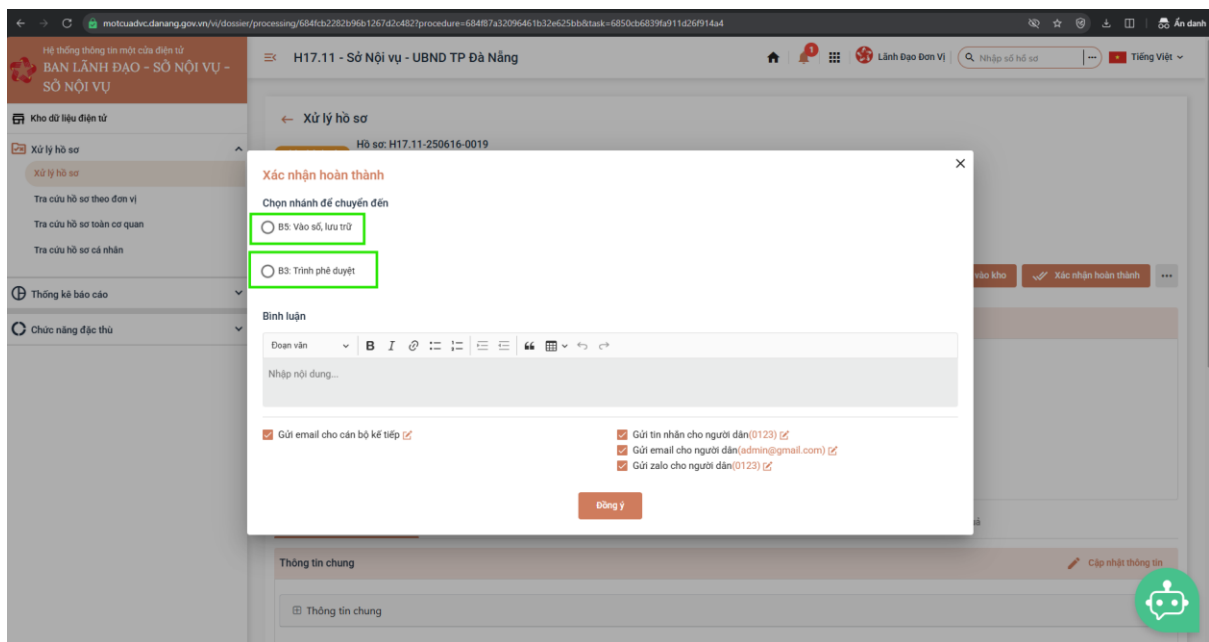 motcuadvc.danang.gov.vn/vi/dossier/processing/684fcb2282b96b1267d2c482?procedure=684f87a32096461b32e625bb&task=6850cb6839fa911d26f914a4
Ẩn danh
Hệ thống thông tin một cửa điện tử
BAN LÃNH ĐẠO - SỞ NỘI VỤ -
SỞ NỘI VỤ
H17.11 - Sở Nội vụ - UBND TP Đà Nẵng
Lãnh Đạo Đơn Vị
Nhập số hồ sơ
Tiếng Việt
Kho dữ liệu điện tử
Xử lý hồ sơ
Xử lý hồ sơ
Tra cứu hồ sơ theo đơn vị
Tra cứu hồ sơ toàn cơ quan
Tra cứu hồ sơ cá nhân
Thống kê báo cáo
Chức năng đặc thù
Xử lý hồ sơ
Hồ sơ: H17.11-250616-0019
Xác nhận hoàn thành
Chọn nhánh để chuyển đến
B5: Vào số, lưu trữ
B3: Trình phê duyệt
vào kho
Xác nhận hoàn thành
Bình luận
Đoạn văn
Nhập nội dung...
Gửi email cho cán bộ kế tiếp
Gửi tin nhắn cho người dân(0123)
Gửi email cho người dân(admin@gmail.com)
Gửi zalo cho người dân(0123)
Đồng ý
Thông tin chung
Cập nhật thông tin
Thông tin chung